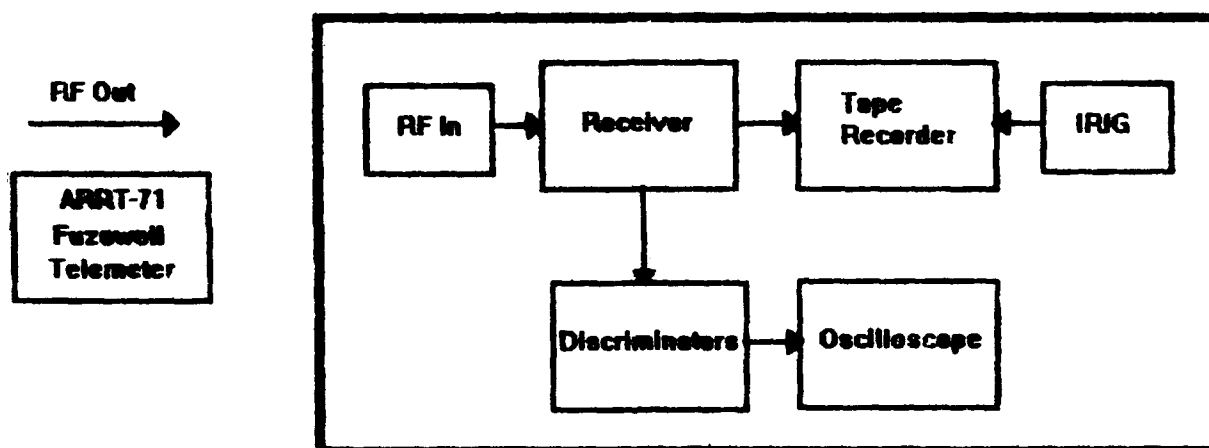 RF Out
ARRT-71
Fuzewell
Telemeter
RF In
Receiver
Tape
Recorder
IRIG
Discriminators
Oscilloscope